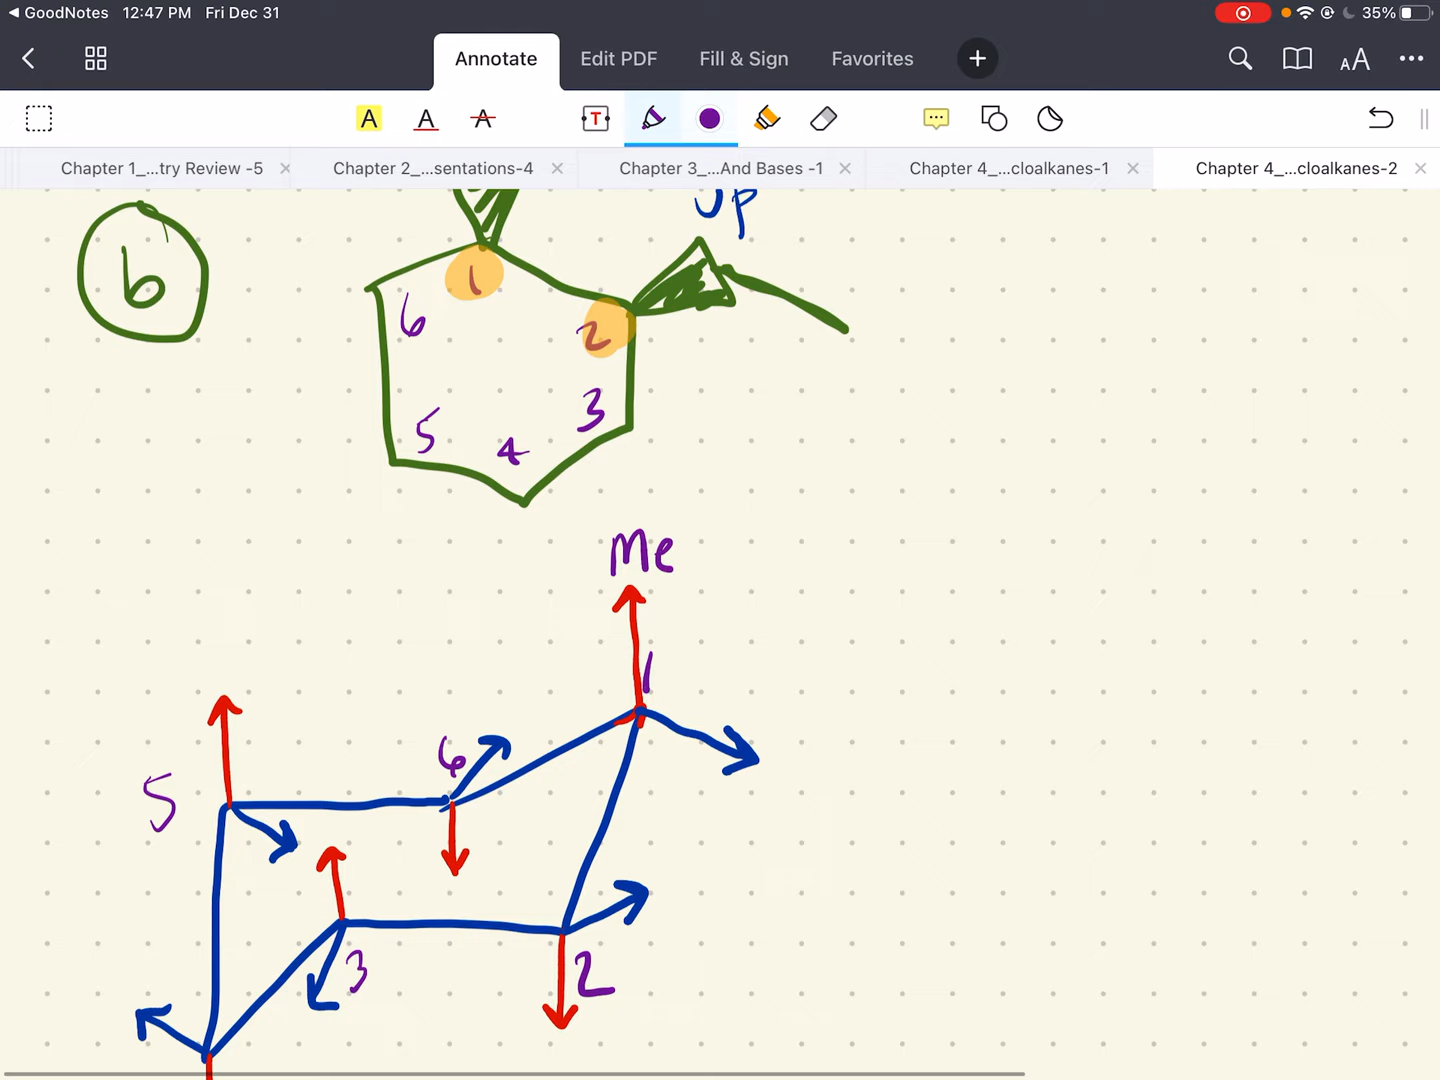 GoodNotes 12:47 PM Fri Dec 31 35%
Annotate Edit PDF Fill & Sign Favorites
A A A T AA
Chapter 1_...try Review -5 Chapter 2_...sentations-4 Chapter 3_...And Bases -1 Chapter 4_...cloalkanes-1 Chapter 4_...cloalkanes-2
Up
b
1
6
2
3
5
4
Me
1
6
5
3
2